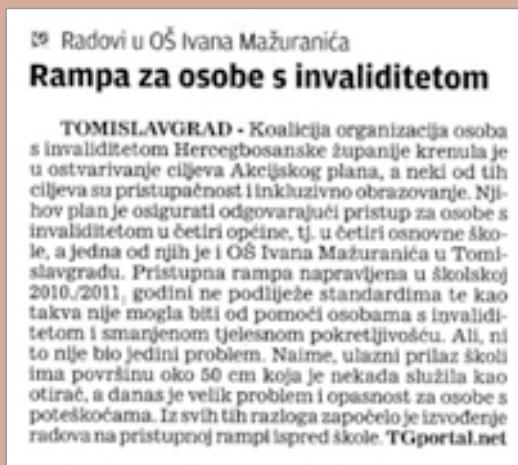 Radovi u OŠ Ivana Mažuranića
Rampa za osobe s invaliditetom
TOMISLAVGRAD - Koalicija organizacija osoba
s invaliditetom Hercegbosanske županije krenula je
u ostvarivanje ciljeva Akcijskog plana, a neki od tih
ciljeva su pristupačnost i inkluzivno obrazovanje. Nji-
hov plan je osigurati odgovarajući pristup za osobe s
invaliditetom u četiri općine, tj. u četiri osnovne ško-
le, a jedna od njih je i OŠ Ivana Mažuranića u Tomi-
slavgradu. Pristupna rampa napravljena u školskoj
2010./2011, godini ne podliježe standardima te kao
takva nije mogla biti od pomoći osobama s invalidi-
tetom i smanjenom tjelesnom pokretljivošću. Ali, ni
to nije bio jedini problem. Naime, ulazni prilaz školi
ima površinu oko 50 cm koja je nekada služila kao
otirač, a danas je velik problem i opasnost za osobe s
poteškoćama. Iz svih tih razloga započelo je izvođenje
radova na pristupnoj rampi ispred škole. TGportal.net